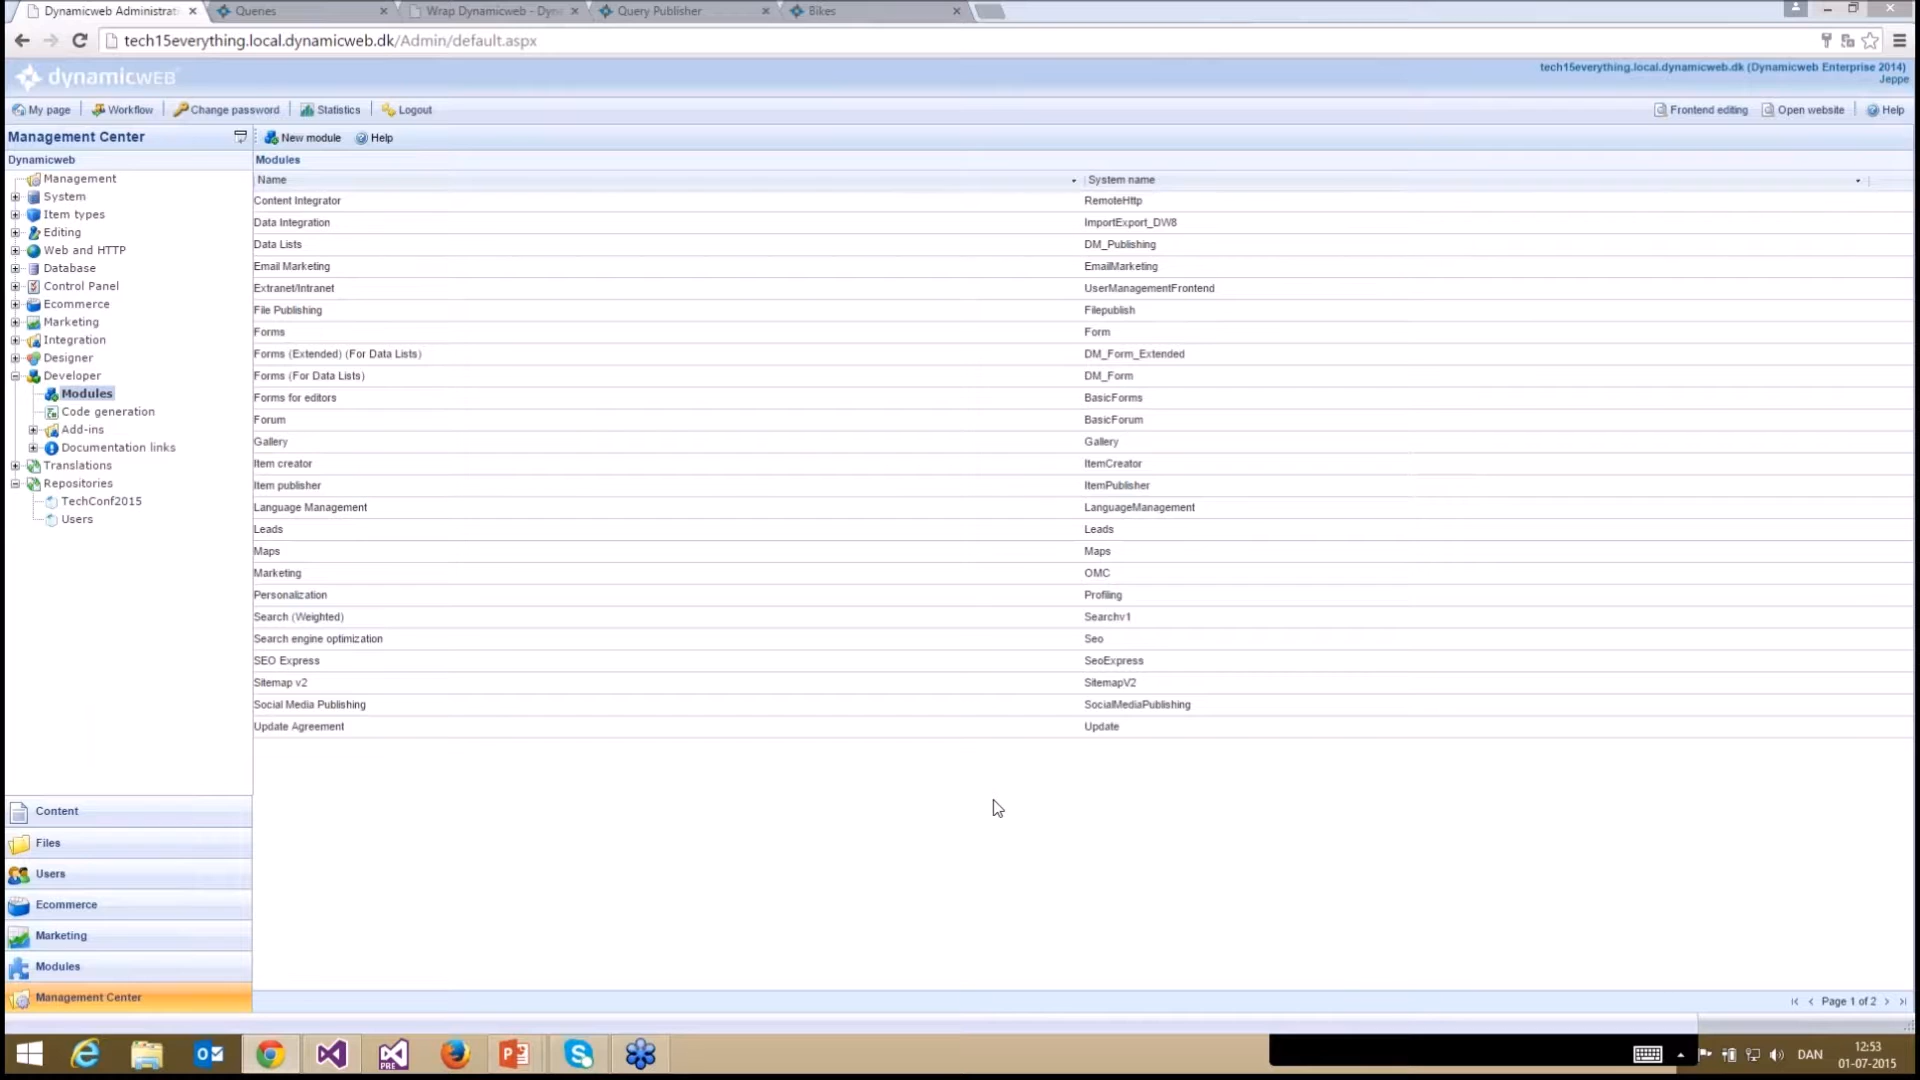 Dynamicweb Administrat
Quenes
Wrap Dynamicweb - Dyn
Query Publisher
Bikes
tech15everything.local.dynamicweb.dk/Admin/default.aspx
dynamicWEB
tech15everything.local.dynamicweb.dk (Dynamicweb Enterprise 2014)
Jeppe
My page
Workflow
Change password
Statistics
Logout
Frontend editing
Open website
Help
Management Center
New module
Help
Dynamicweb
Management
System
Item types
Editing
Web and HTTP
Database
Control Panel
Ecommerce
Marketing
Integration
Designer
Developer
Modules
Code generation
Add-ins
Documentation links
Translations
Repositories
TechConf2015
Users
Modules
Name System name
Content Integrator RemoteHttp
Data Integration ImportExport_DW8
Data Lists DM_Publishing
Email Marketing EmailMarketing
Extranet/Intranet UserManagementFrontend
File Publishing Filepublish
Forms Form
Forms (Extended) (For Data Lists) DM_Form_Extended
Forms (For Data Lists) DM_Form
Forms for editors BasicForms
Forum BasicForum
Gallery Gallery
Item creator ItemCreator
Item publisher ItemPublisher
Language Management LanguageManagement
Leads Leads
Maps Maps
Marketing OMC
Personalization Profiling
Search (Weighted) Searchv1
Search engine optimization Seo
SEO Express SeoExpress
Sitemap v2 SitemapV2
Social Media Publishing SocialMediaPublishing
Update Agreement Update
Content
Files
Users
Ecommerce
Marketing
Modules
Management Center
Page 1 of 2
DAN
12:53
01-07-2015